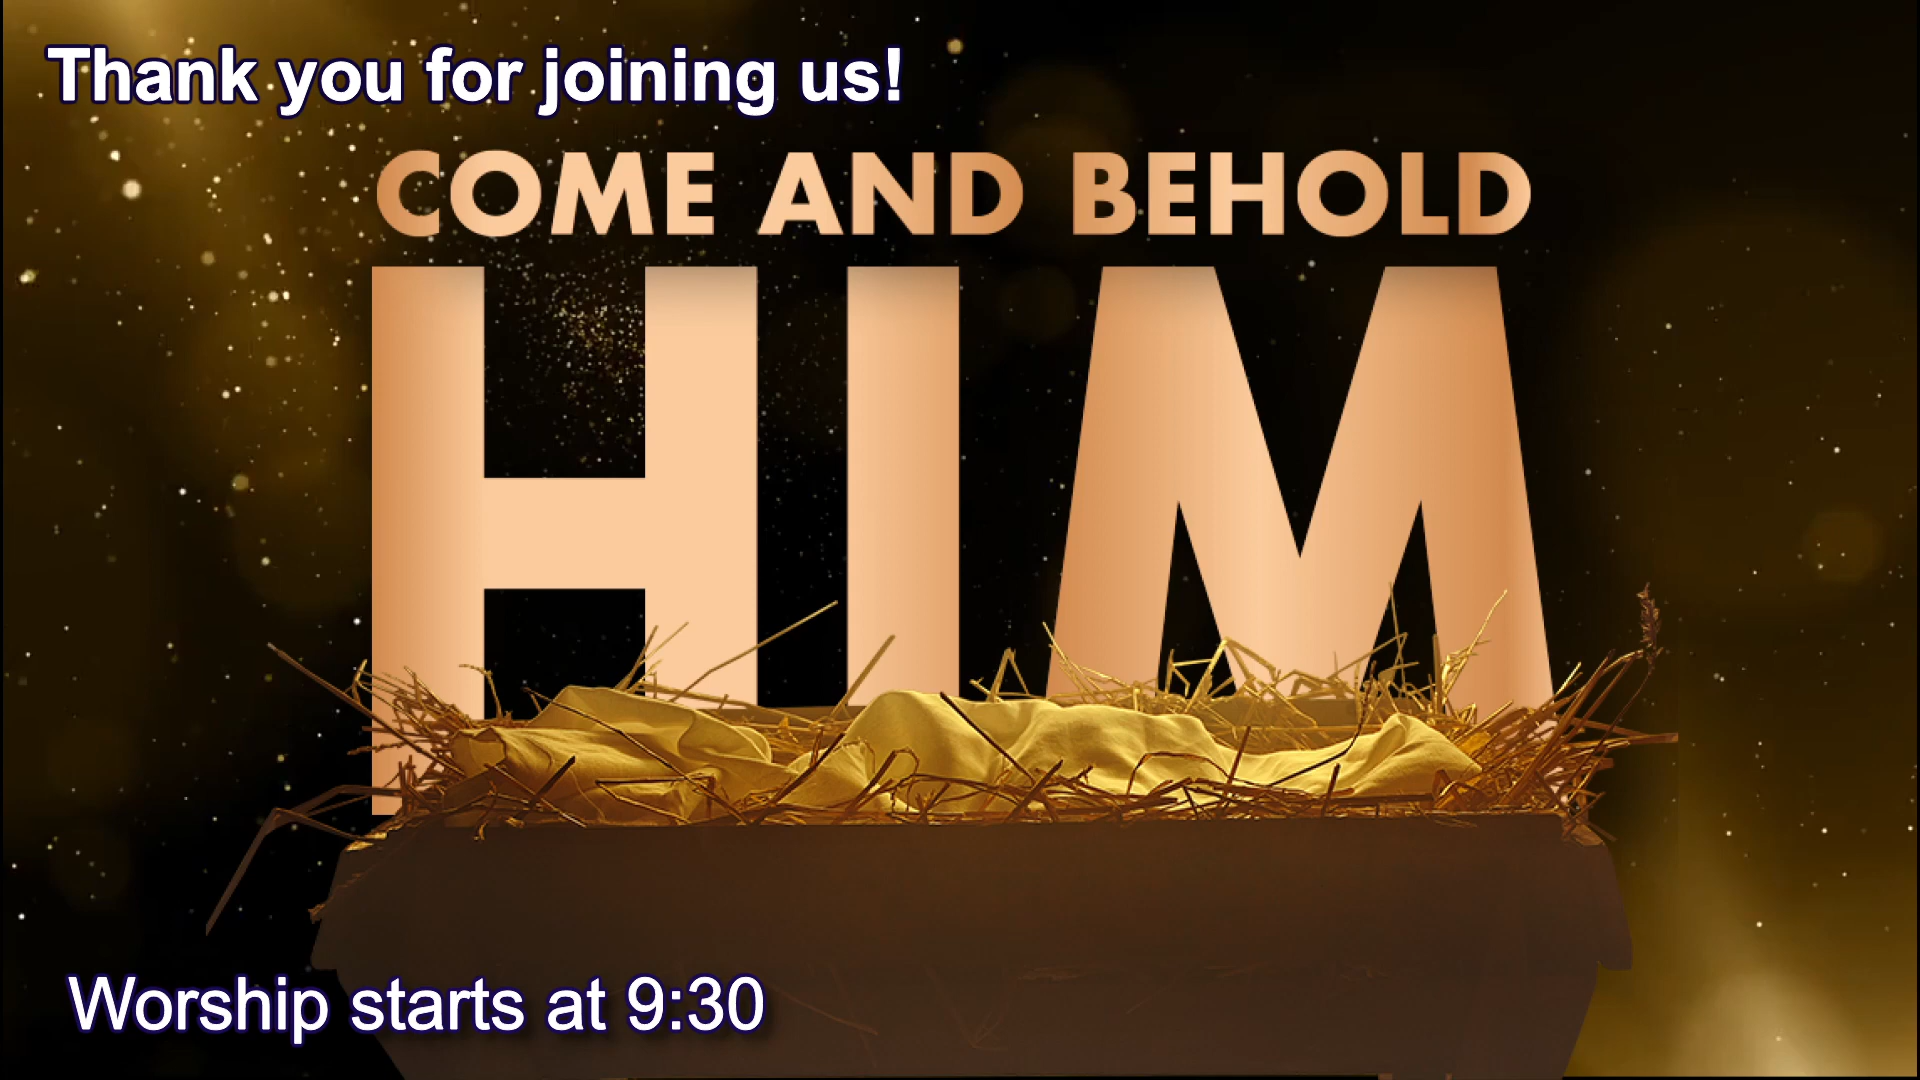 Thank you for joining us!
COME AND BEHOLD
HIM
Worship starts at 9:30